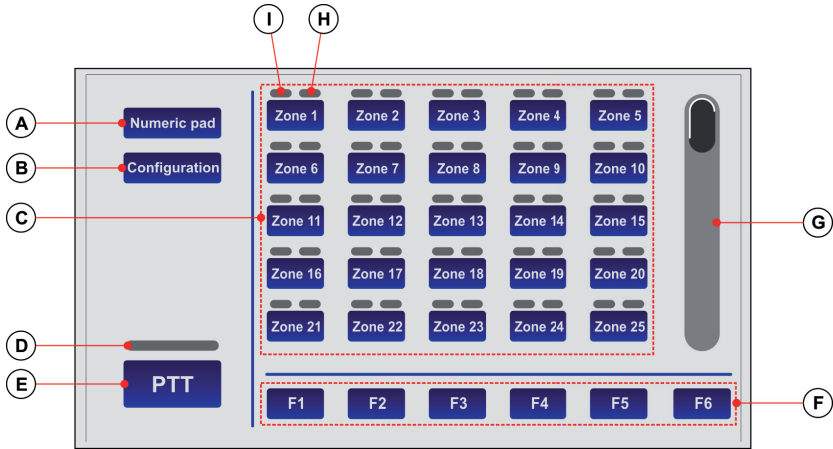 I H
A Numeric pad Zone 1 Zone 2 Zone 3 Zone 4 Zone 5
B Configuration Zone 6 Zone 7 Zone 8 Zone 9 Zone 10
C Zone 11 Zone 12 Zone 13 Zone 14 Zone 15 G
Zone 16 Zone 17 Zone 18 Zone 19 Zone 20
D Zone 21 Zone 22 Zone 23 Zone 24 Zone 25
E PTT F1 F2 F3 F4 F5 F6 F